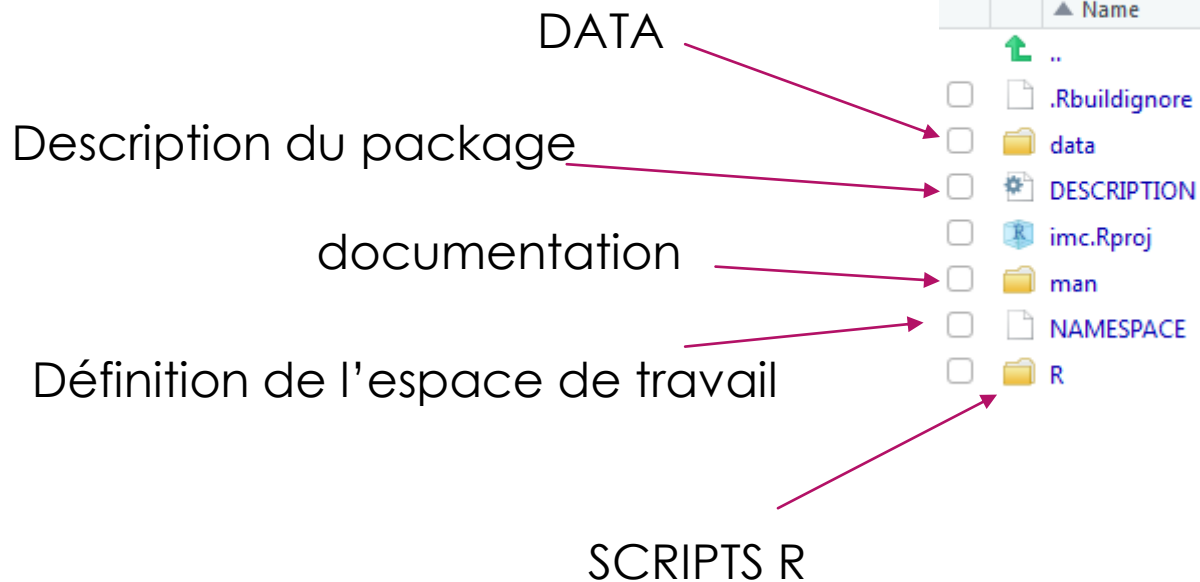 DATA
Description du package
documentation
Définition de l’espace de travail
SCRIPTS R
Name
..
.Rbuildignore
data
DESCRIPTION
imc.Rproj
man
NAMESPACE
R